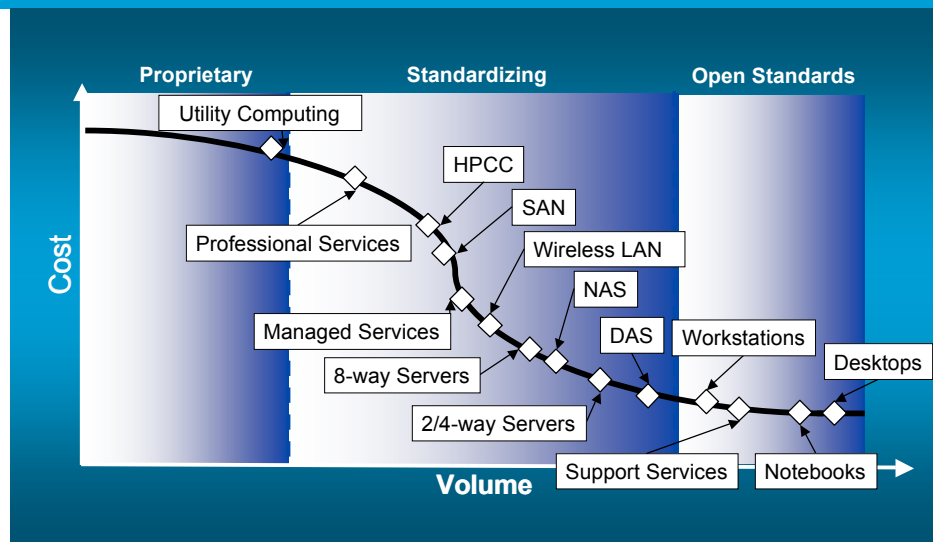 Proprietary
Standardizing
Open Standards
Utility Computing
HPCC
SAN
Professional Services
Wireless LAN
Cost
NAS
Managed Services
DAS
Workstations
8-way Servers
Desktops
2/4-way Servers
Support Services
Notebooks
Volume